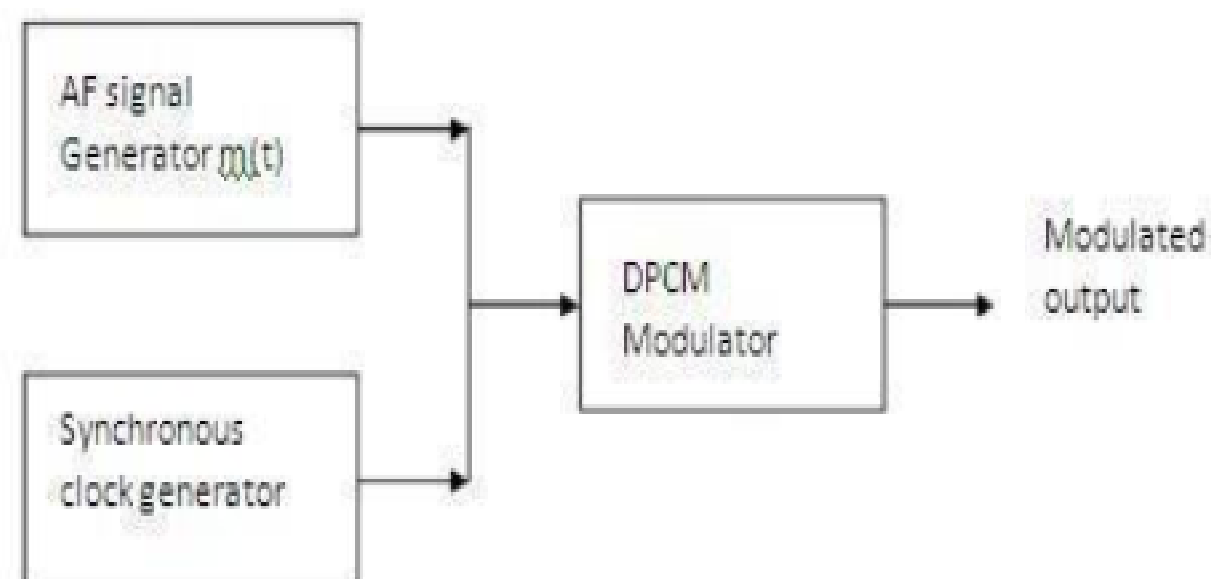 AF signal
Generator m(t)
DPCM
Modulator
Modulated
output
Synchronous
clock generator